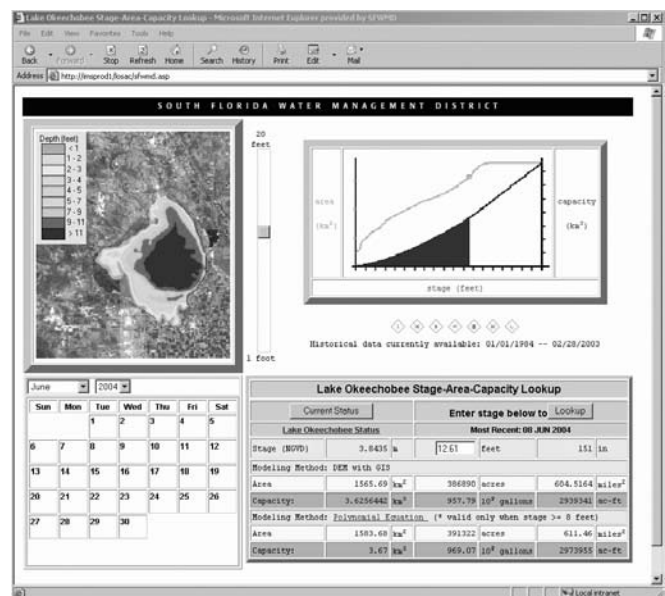 Lake Okeechobee Stage-Area-Capacity Lookup - Microsoft Internet Explorer provided by SFWMD
File Edit View Favorites Tools Help
Back Forward Stop Refresh Home Search History Print Edit Mail
Address http://imsprod1/losac/sfwmd.asp
SOUTH FLORIDA WATER MANAGEMENT DISTRICT
Depth (feet)
< 1
1 - 2
2 - 3
3 - 4
4 - 5
5 - 7
7 - 9
9 - 11
> 11
20
feet
1 foot
area
(km²)
capacity
(km³)
stage (feet)
Historical data currently available: 01/01/1984 -- 02/28/2003
June 2004
Sun Mon Tue Wed Thu Fri Sat
1 2 3 4 5
6 7 8 9 10 11 12
13 14 15 16 17 18 19
20 21 22 23 24 25 26
27 28 29 30
Lake Okeechobee Stage-Area-Capacity Lookup
Current Status Enter stage below to Lookup
Lake Okeechobee Status Most Recent: 08 JUN 2004
Stage (NGVD) 3.8435 m 12.61 feet 151 in
Modeling Method: DEM with GIS
Area 1565.69 km² 386890 acres 604.5164 miles²
Capacity: 3.6256442 km³ 957.79 10⁹ gallons 2939341 ac-ft
Modeling Method: Polynomial Equation (* valid only when stage >= 8 feet)
Area 1583.68 km² 391322 acres 611.46 miles²
Capacity: 3.67 km³ 969.07 10⁹ gallons 2973955 ac-ft
Local intranet